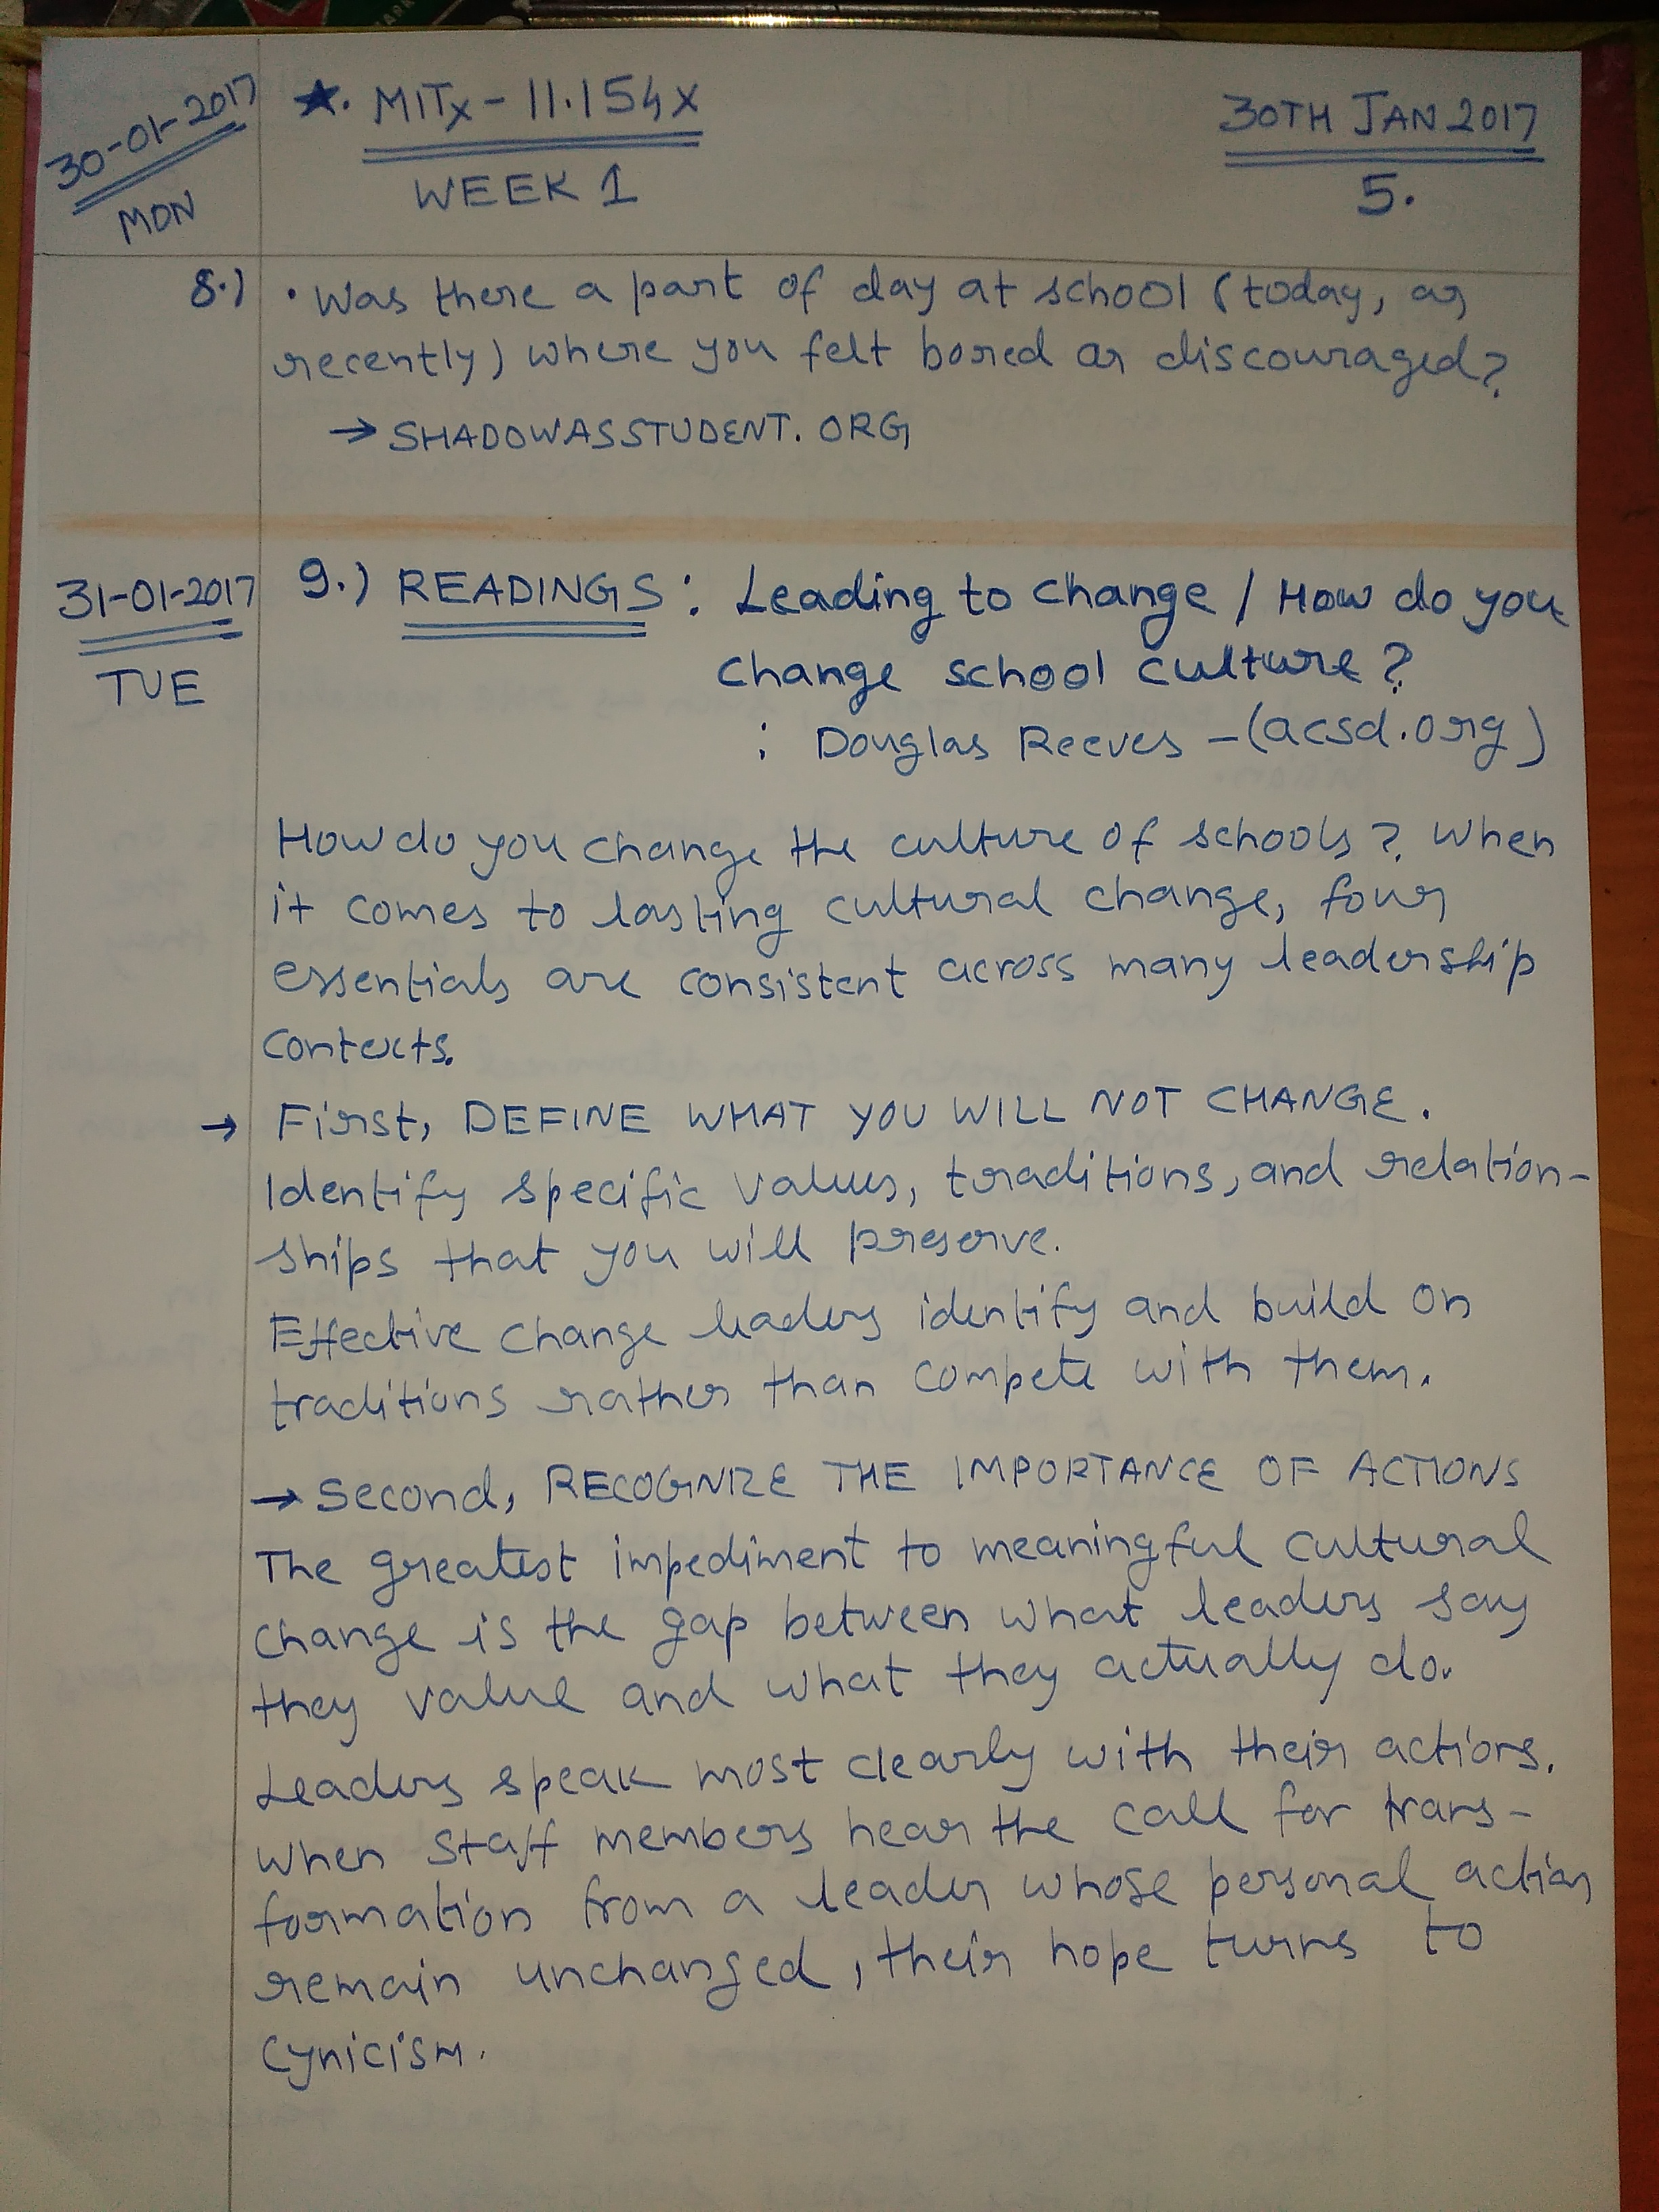 30-01-2017
MON
★. MITx - 11.154x
WEEK 1
30TH JAN 2017
5.
8.) • Was there a part of day at school (today, or
recently) where you felt bored or discouraged?
→ SHADOWASSTUDENT. ORG
31-01-2017
TUE
9.) READINGS : Leading to change / How do you
change school culture?
: Douglas Reeves - (acsd.org)
How do you change the culture of schools? When
it comes to lasting cultural change, four
essentials are consistent across many leadership
contexts.
→ First, DEFINE WHAT YOU WILL NOT CHANGE.
Identify specific values, traditions, and relation-
ships that you will preserve.
Effective change leaders identify and build on
traditions rather than compete with them.
→ Second, RECOGNIZE THE IMPORTANCE OF ACTIONS
The greatest impediment to meaningful cultural
change is the gap between what leaders say
they value and what they actually do.
Leaders speak most clearly with their actions.
When staff members hear the call for trans-
formation from a leader whose personal action
remain unchanged, their hope turns to
cynicism.